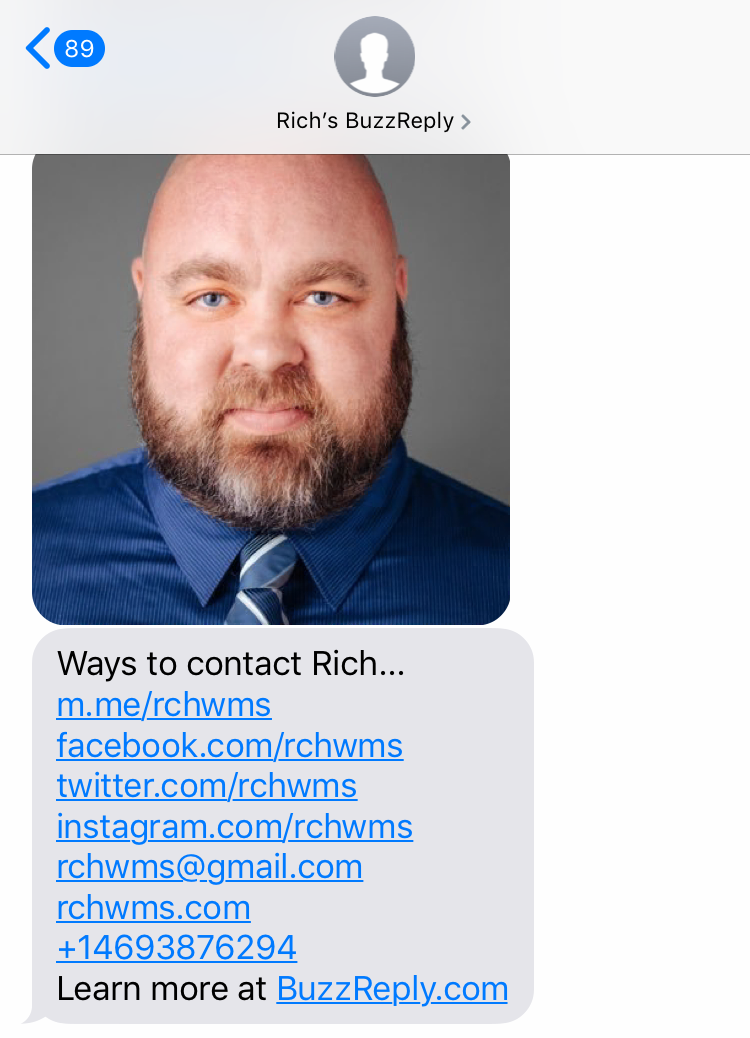 89
Rich’s BuzzReply
Ways to contact Rich...
m.me/rchwms
facebook.com/rchwms
twitter.com/rchwms
instagram.com/rchwms
rchwms@gmail.com
rchwms.com
+14693876294
Learn more at BuzzReply.com